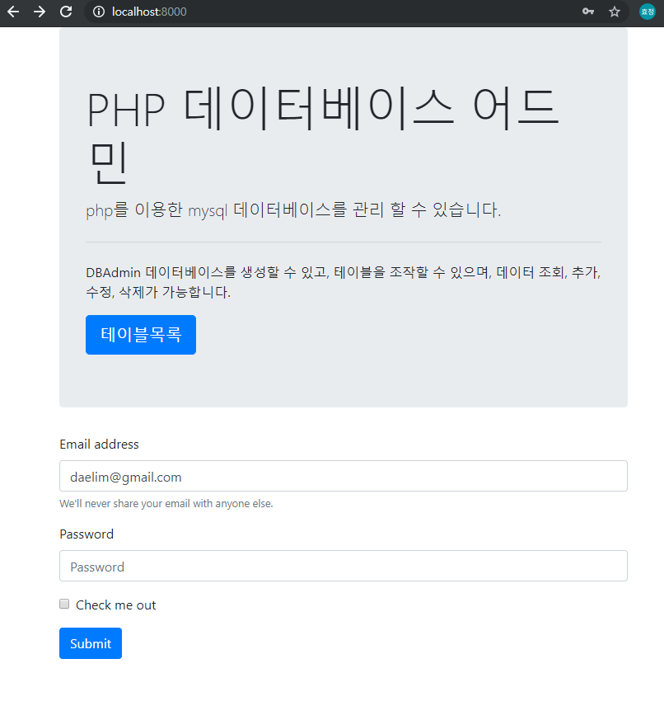 localhost:8000
효정
PHP 데이터베이스 어드
민
php를 이용한 mysql 데이터베이스를 관리 할 수 있습니다.
DBAdmin 데이터베이스를 생성할 수 있고, 테이블을 조작할 수 있으며, 데이터 조회, 추가,
수정, 삭제가 가능합니다.
테이블목록
Email address
daelim@gmail.com
We'll never share your email with anyone else.
Password
Password
Check me out
Submit